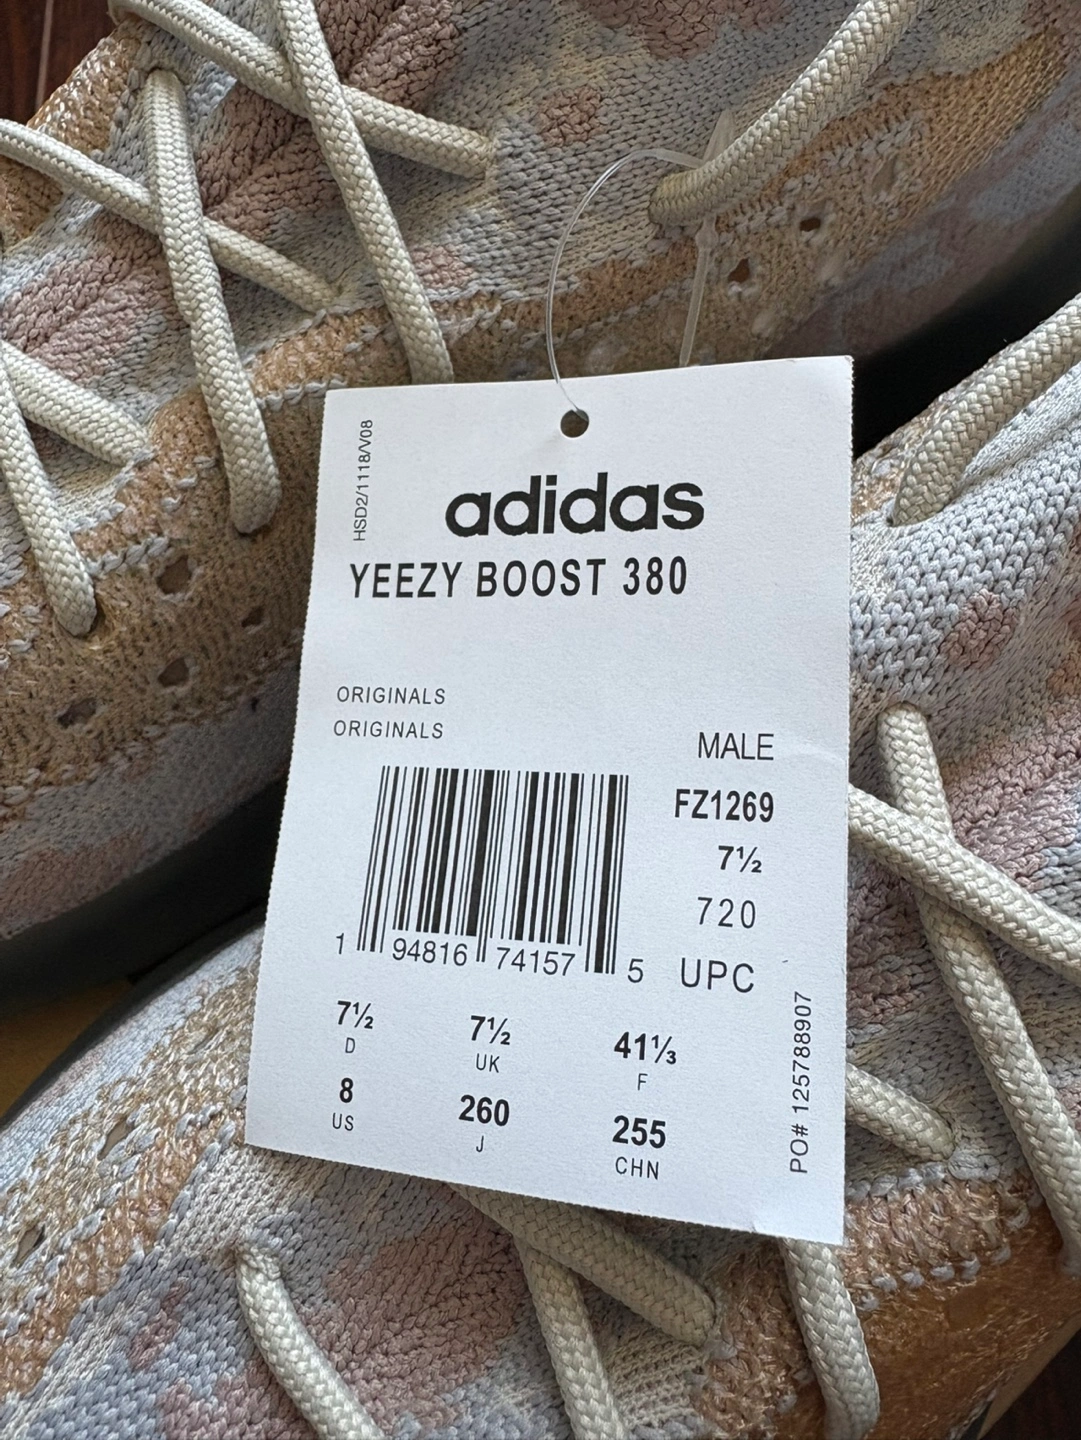 HSD2/1118/V08
adidas
YEEZY BOOST 380
ORIGINALS
ORIGINALS
MALE
FZ1269
7½
720
1 94816 74157 5 UPC
7½ 7½ 41⅓
D UK F
8 260 255
US J CHN
PO# 125788907